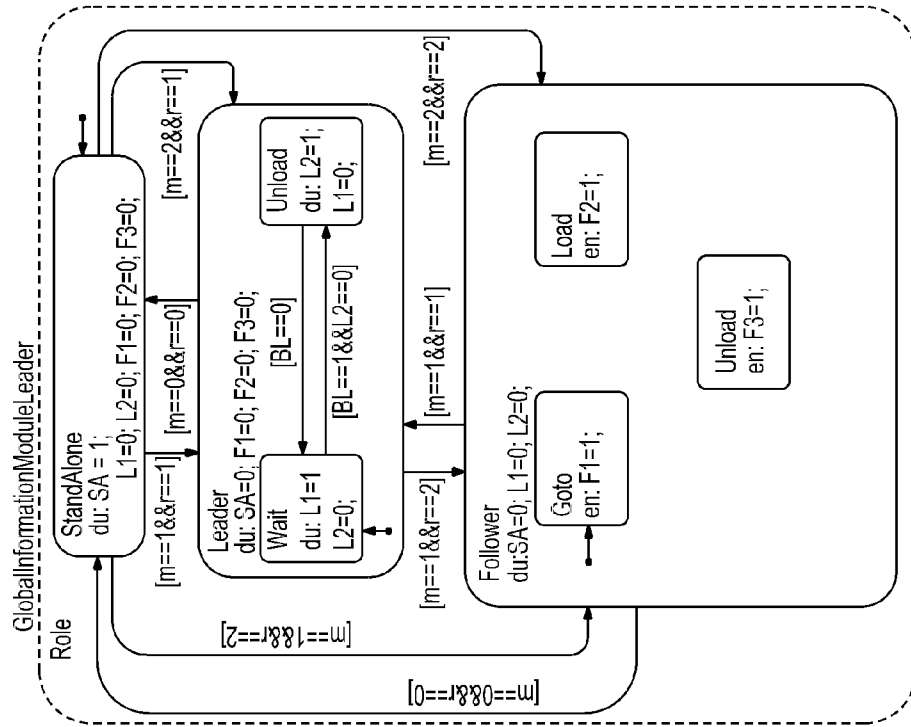 GlobalInformationModuleLeader
Role
StandAlone
du: SA = 1;
L1=0; L2=0; F1=0; F2=0; F3=0;
[m==1&&r==1]
[m==0&&r==0]
[m==2&&r==1]
Leader
du: SA=0; F1=0; F2=0; F3=0;
Wait
du: L1=1
L2=0;
[BL==0]
[BL==1&&L2==0]
Unload
du: L2=1;
L1=0;
[m==1&&r==2]
[m==1&&r==1]
[m==2&&r==2]
Follower
du:SA=0; L1=0; L2=0;
Goto
en: F1=1;
Load
en: F2=1;
Unload
en: F3=1;
[m==1&&r==2]
[m==0&&r==0]